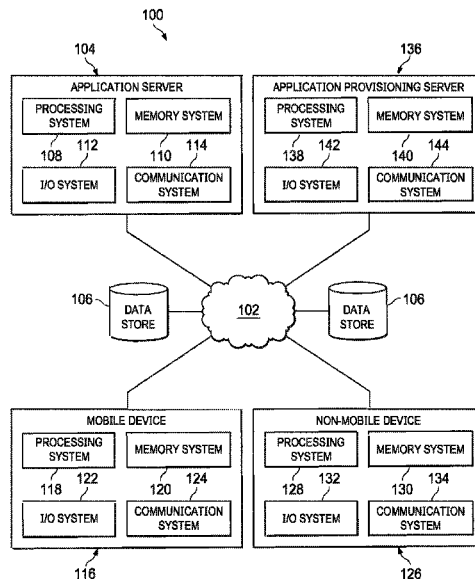 100
104
136
APPLICATION SERVER
PROCESSING SYSTEM
MEMORY SYSTEM
108
112
110
114
I/O SYSTEM
COMMUNICATION SYSTEM
APPLICATION PROVISIONING SERVER
PROCESSING SYSTEM
MEMORY SYSTEM
138
142
140
144
I/O SYSTEM
COMMUNICATION SYSTEM
106
DATA STORE
102
DATA STORE
106
MOBILE DEVICE
PROCESSING SYSTEM
MEMORY SYSTEM
118
122
120
124
I/O SYSTEM
COMMUNICATION SYSTEM
NON-MOBILE DEVICE
PROCESSING SYSTEM
MEMORY SYSTEM
128
132
130
134
I/O SYSTEM
COMMUNICATION SYSTEM
116
126